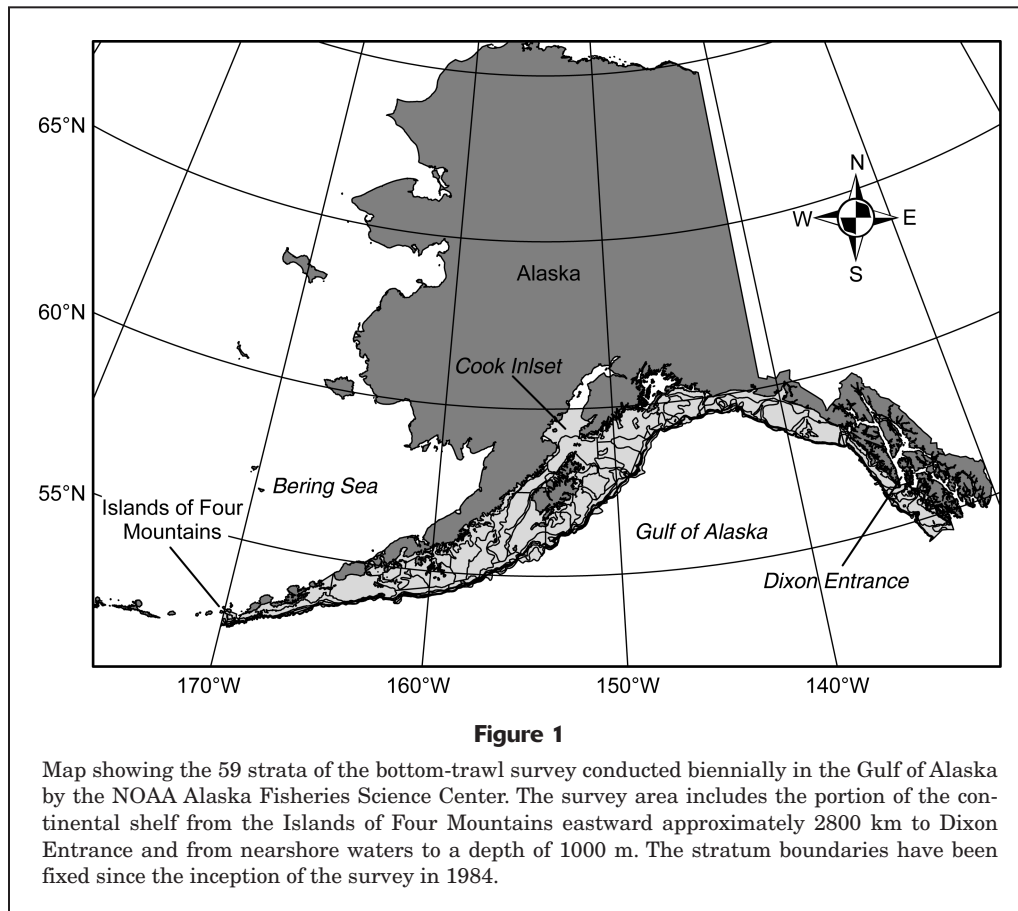 65°N
N
W
E
S
Alaska
60°N
Cook Inlset
55°N
Bering Sea
Islands of Four
Mountains
Gulf of Alaska
Dixon Entrance
170°W
160°W
150°W
140°W
Figure 1
Map showing the 59 strata of the bottom-trawl survey conducted biennially in the Gulf of Alaska
by the NOAA Alaska Fisheries Science Center. The survey area includes the portion of the con-
tinental shelf from the Islands of Four Mountains eastward approximately 2800 km to Dixon
Entrance and from nearshore waters to a depth of 1000 m. The stratum boundaries have been
fixed since the inception of the survey in 1984.